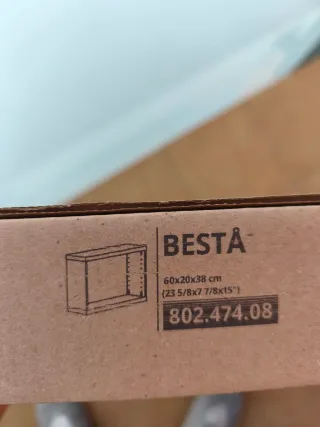 BESTÅ
60x20x38 cm
(23 5/8x7 7/8x15")
802.474.08